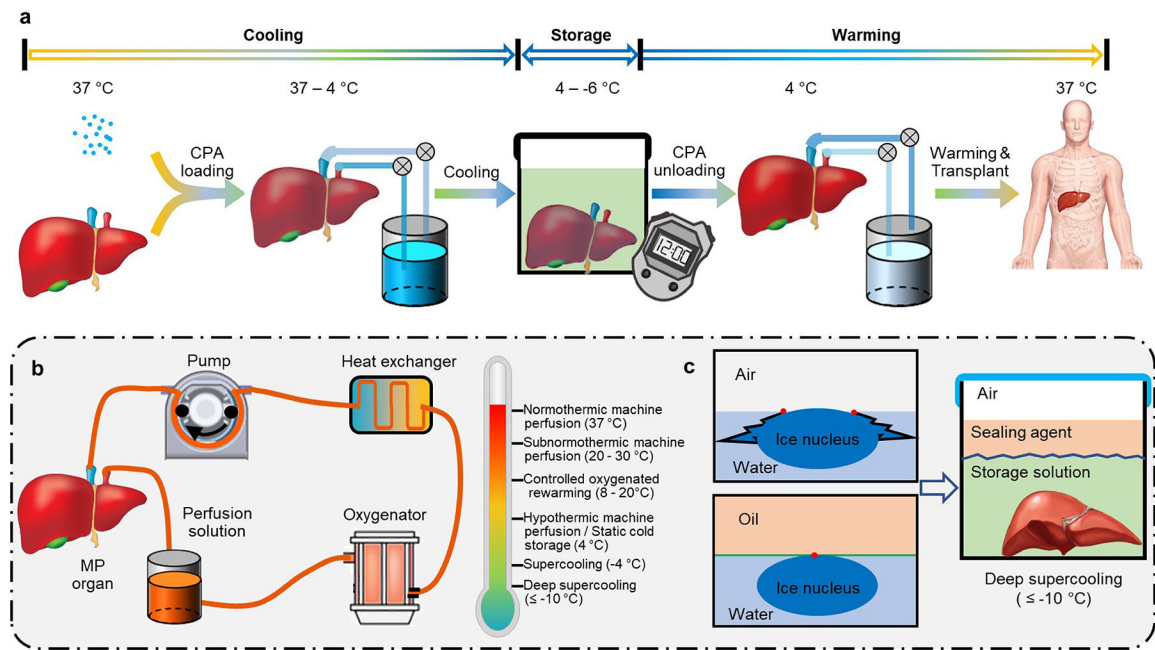 a
Cooling
Storage
Warming
37 °C
37 – 4 °C
4 – -6 °C
4 °C
37 °C
CPA
loading
Cooling
CPA
unloading
Warming &
Transplant
12:00
b
Pump
Heat exchanger
Perfusion
solution
Oxygenator
MP
organ
Normothermic machine
perfusion (37 °C)
Subnormothermic machine
perfusion (20 - 30 °C)
Controlled oxygenated
rewarming (8 - 20°C)
Hypothermic machine
perfusion / Static cold
storage (4 °C)
Supercooling (-4 °C)
Deep supercooling
(≤ -10 °C)
c
Air
Ice nucleus
Water
Oil
Ice nucleus
Water
Air
Sealing agent
Storage solution
Deep supercooling
( ≤ -10 °C)